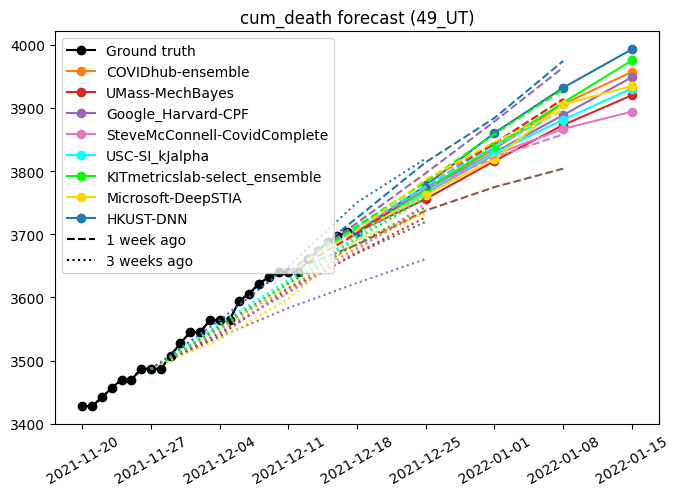 cum_death forecast (49_UT)
4000
3900
3800
3700
3600
3500
3400
Ground truth
COVIDhub-ensemble
UMass-MechBayes
Google_Harvard-CPF
SteveMcConnell-CovidComplete
USC-SI_kJalpha
KITmetricslab-select_ensemble
Microsoft-DeepSTIA
HKUST-DNN
1 week ago
3 weeks ago
2021-11-20
2021-11-27
2021-12-04
2021-12-11
2021-12-18
2021-12-25
2022-01-01
2022-01-08
2022-01-15